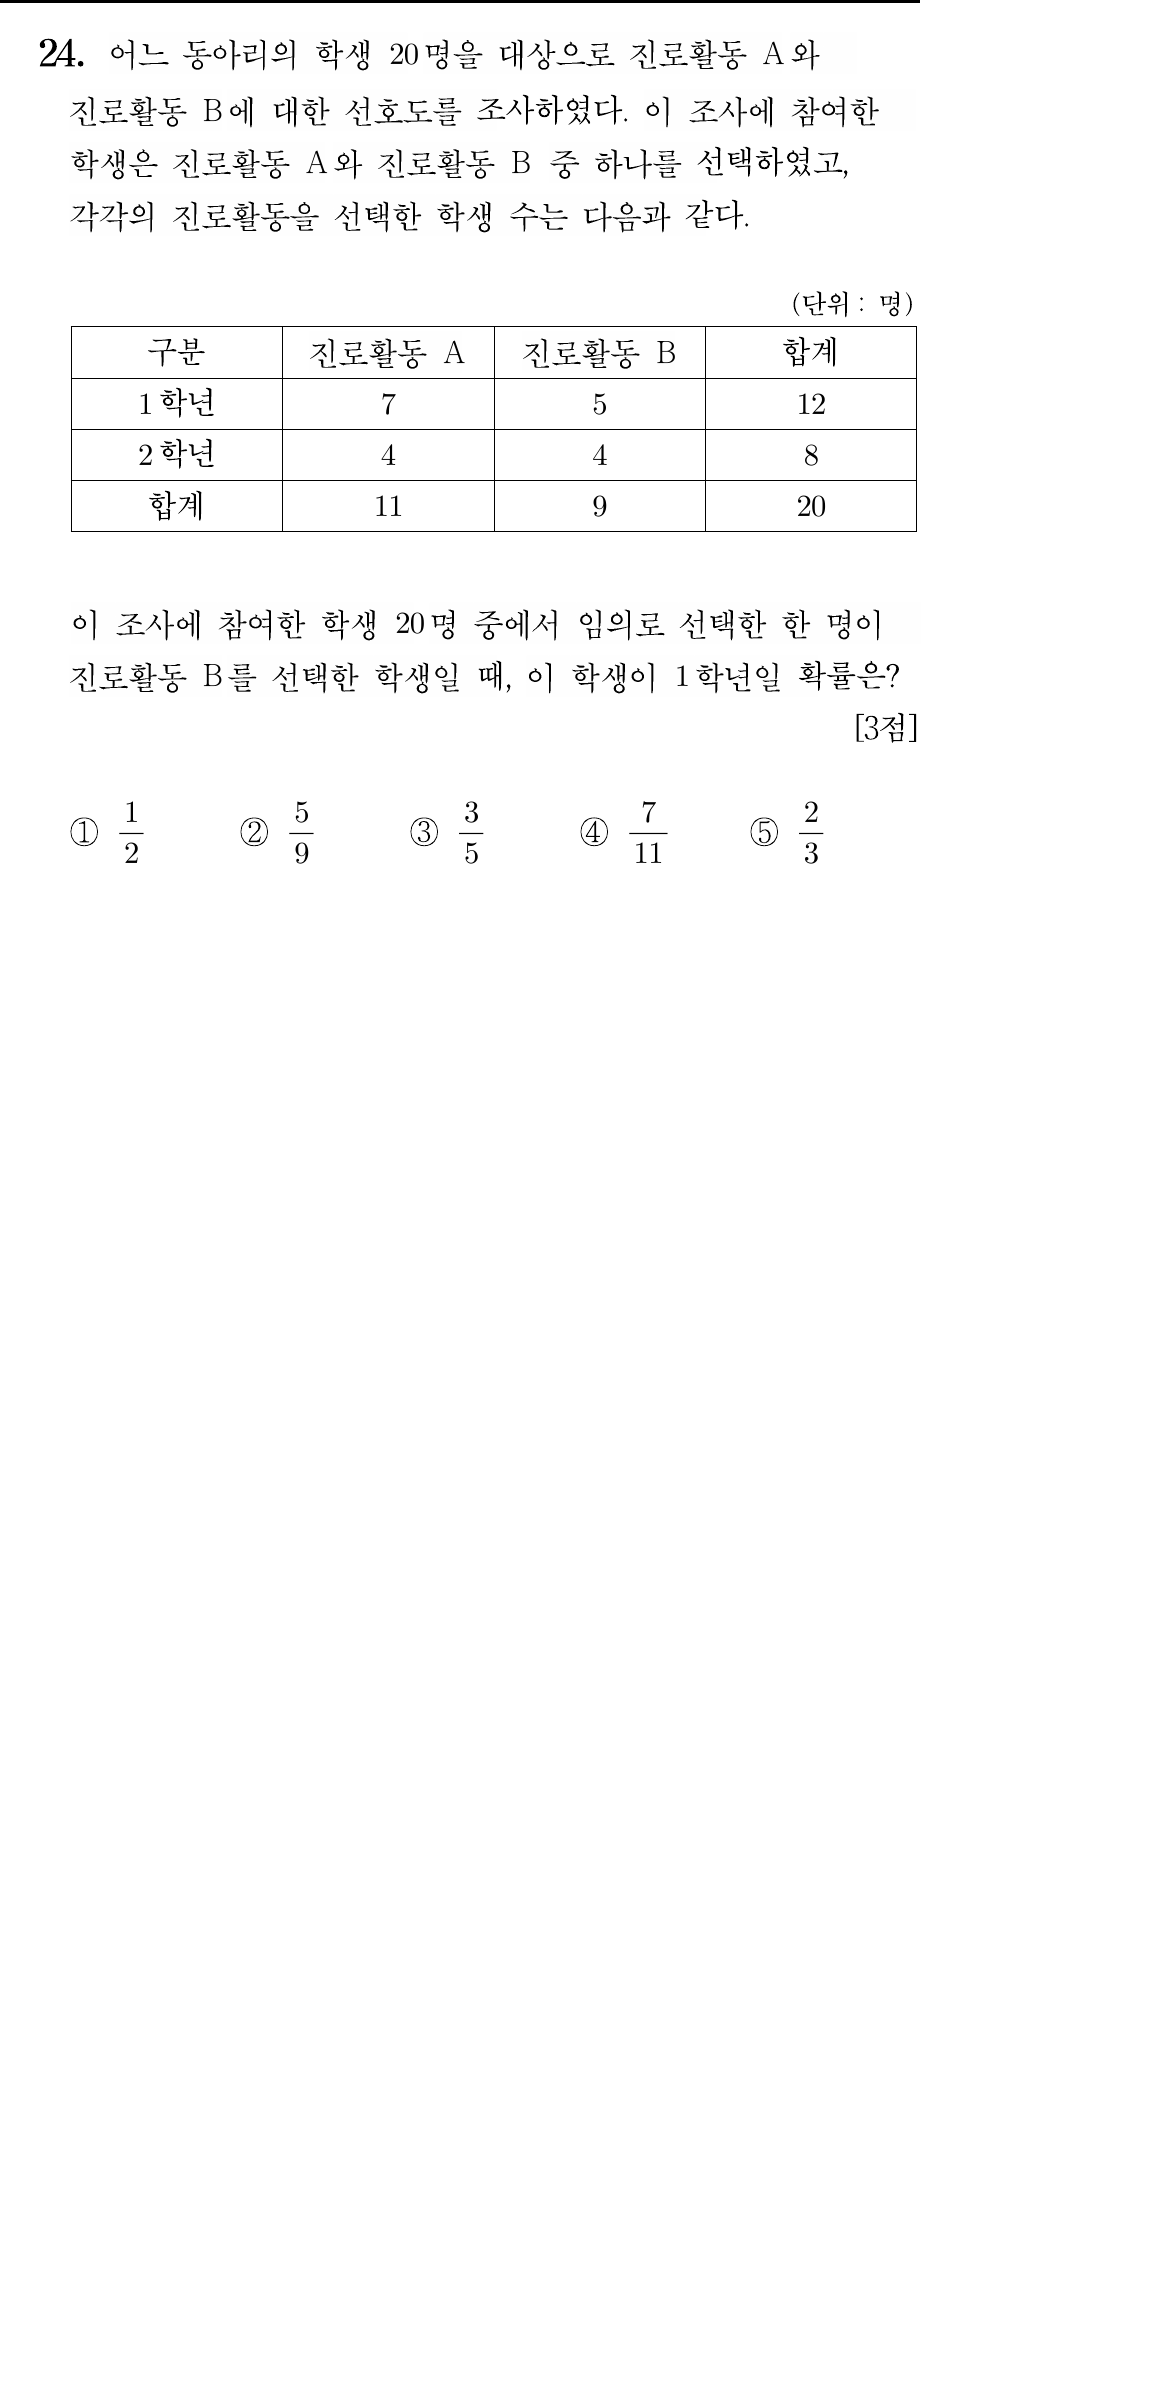 24. 어느 동아리의 학생 20명을 대상으로 진로활동 A와
진로활동 B에 대한 선호도를 조사하였다. 이 조사에 참여한
학생은 진로활동 A와 진로활동 B 중 하나를 선택하였고,
각각의 진로활동을 선택한 학생 수는 다음과 같다.
(단위 : 명)
구분 진로활동 A 진로활동 B 합계
1학년 7 5 12
2학년 4 4 8
합계 11 9 20
이 조사에 참여한 학생 20명 중에서 임의로 선택한 한 명이
진로활동 B를 선택한 학생일 때, 이 학생이 1학년일 확률은?
[3점]
① 1/2 ② 5/9 ③ 3/5 ④ 7/11 ⑤ 2/3